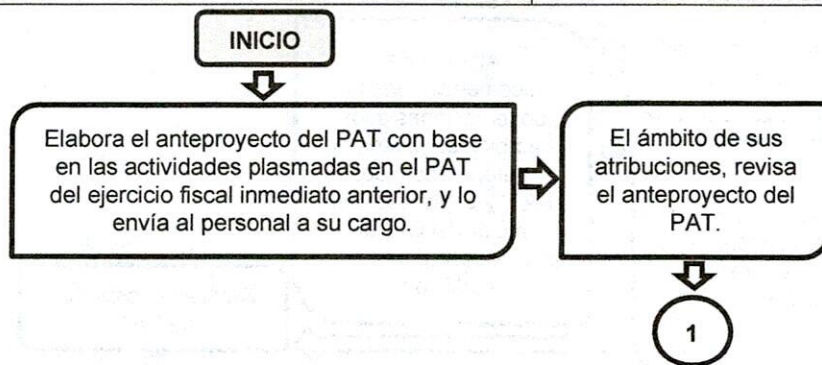 INICIO
Elabora el anteproyecto del PAT con base
en las actividades plasmadas en el PAT
del ejercicio fiscal inmediato anterior, y lo
envía al personal a su cargo.
El ámbito de sus
atribuciones, revisa
el anteproyecto del
PAT.
1